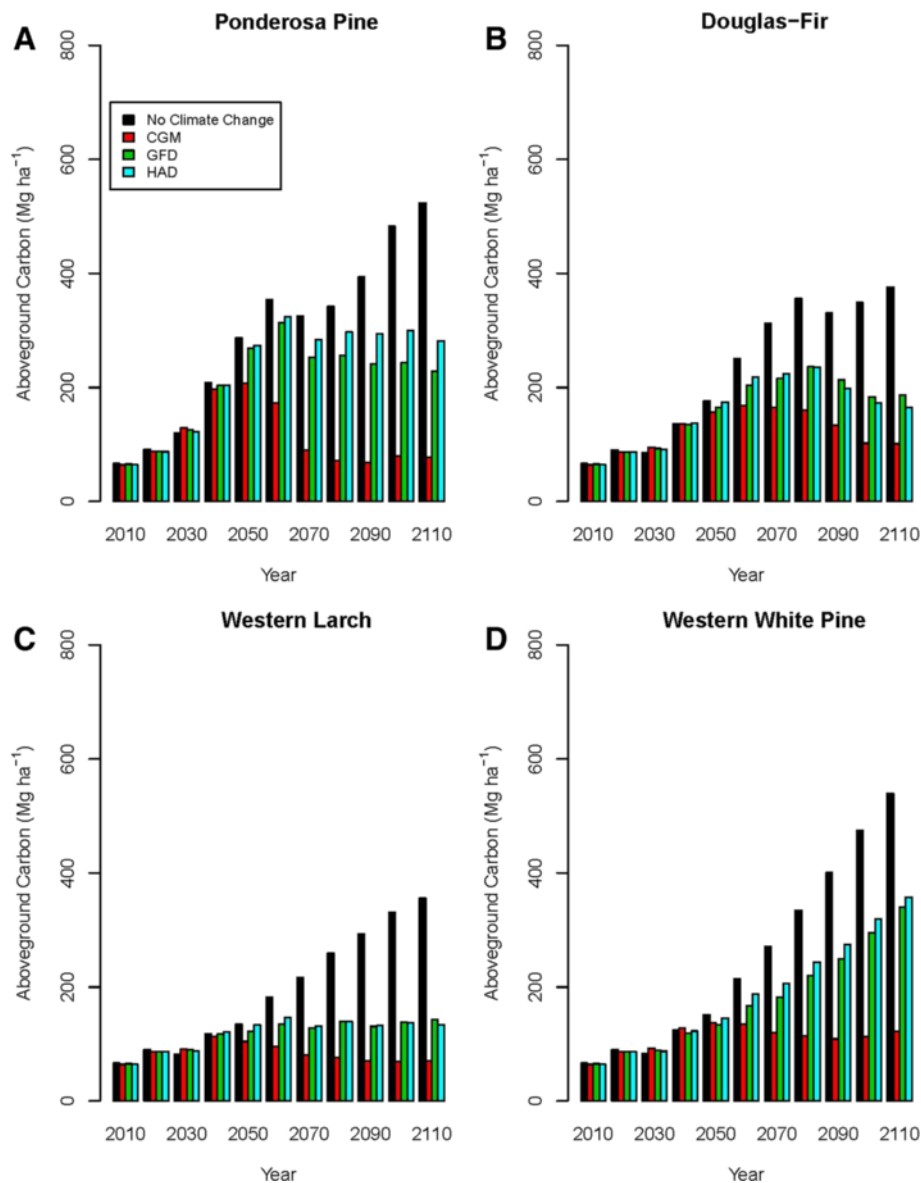 A
Ponderosa Pine
Aboveground Carbon (Mg ha⁻¹)
800
600
400
200
0
No Climate Change
CGM
GFD
HAD
2010 2030 2050 2070 2090 2110
Year
B
Douglas−Fir
Aboveground Carbon (Mg ha⁻¹)
800
600
400
200
0
2010 2030 2050 2070 2090 2110
Year
C
Western Larch
Aboveground Carbon (Mg ha⁻¹)
800
600
400
200
0
2010 2030 2050 2070 2090 2110
Year
D
Western White Pine
Aboveground Carbon (Mg ha⁻¹)
800
600
400
200
0
2010 2030 2050 2070 2090 2110
Year